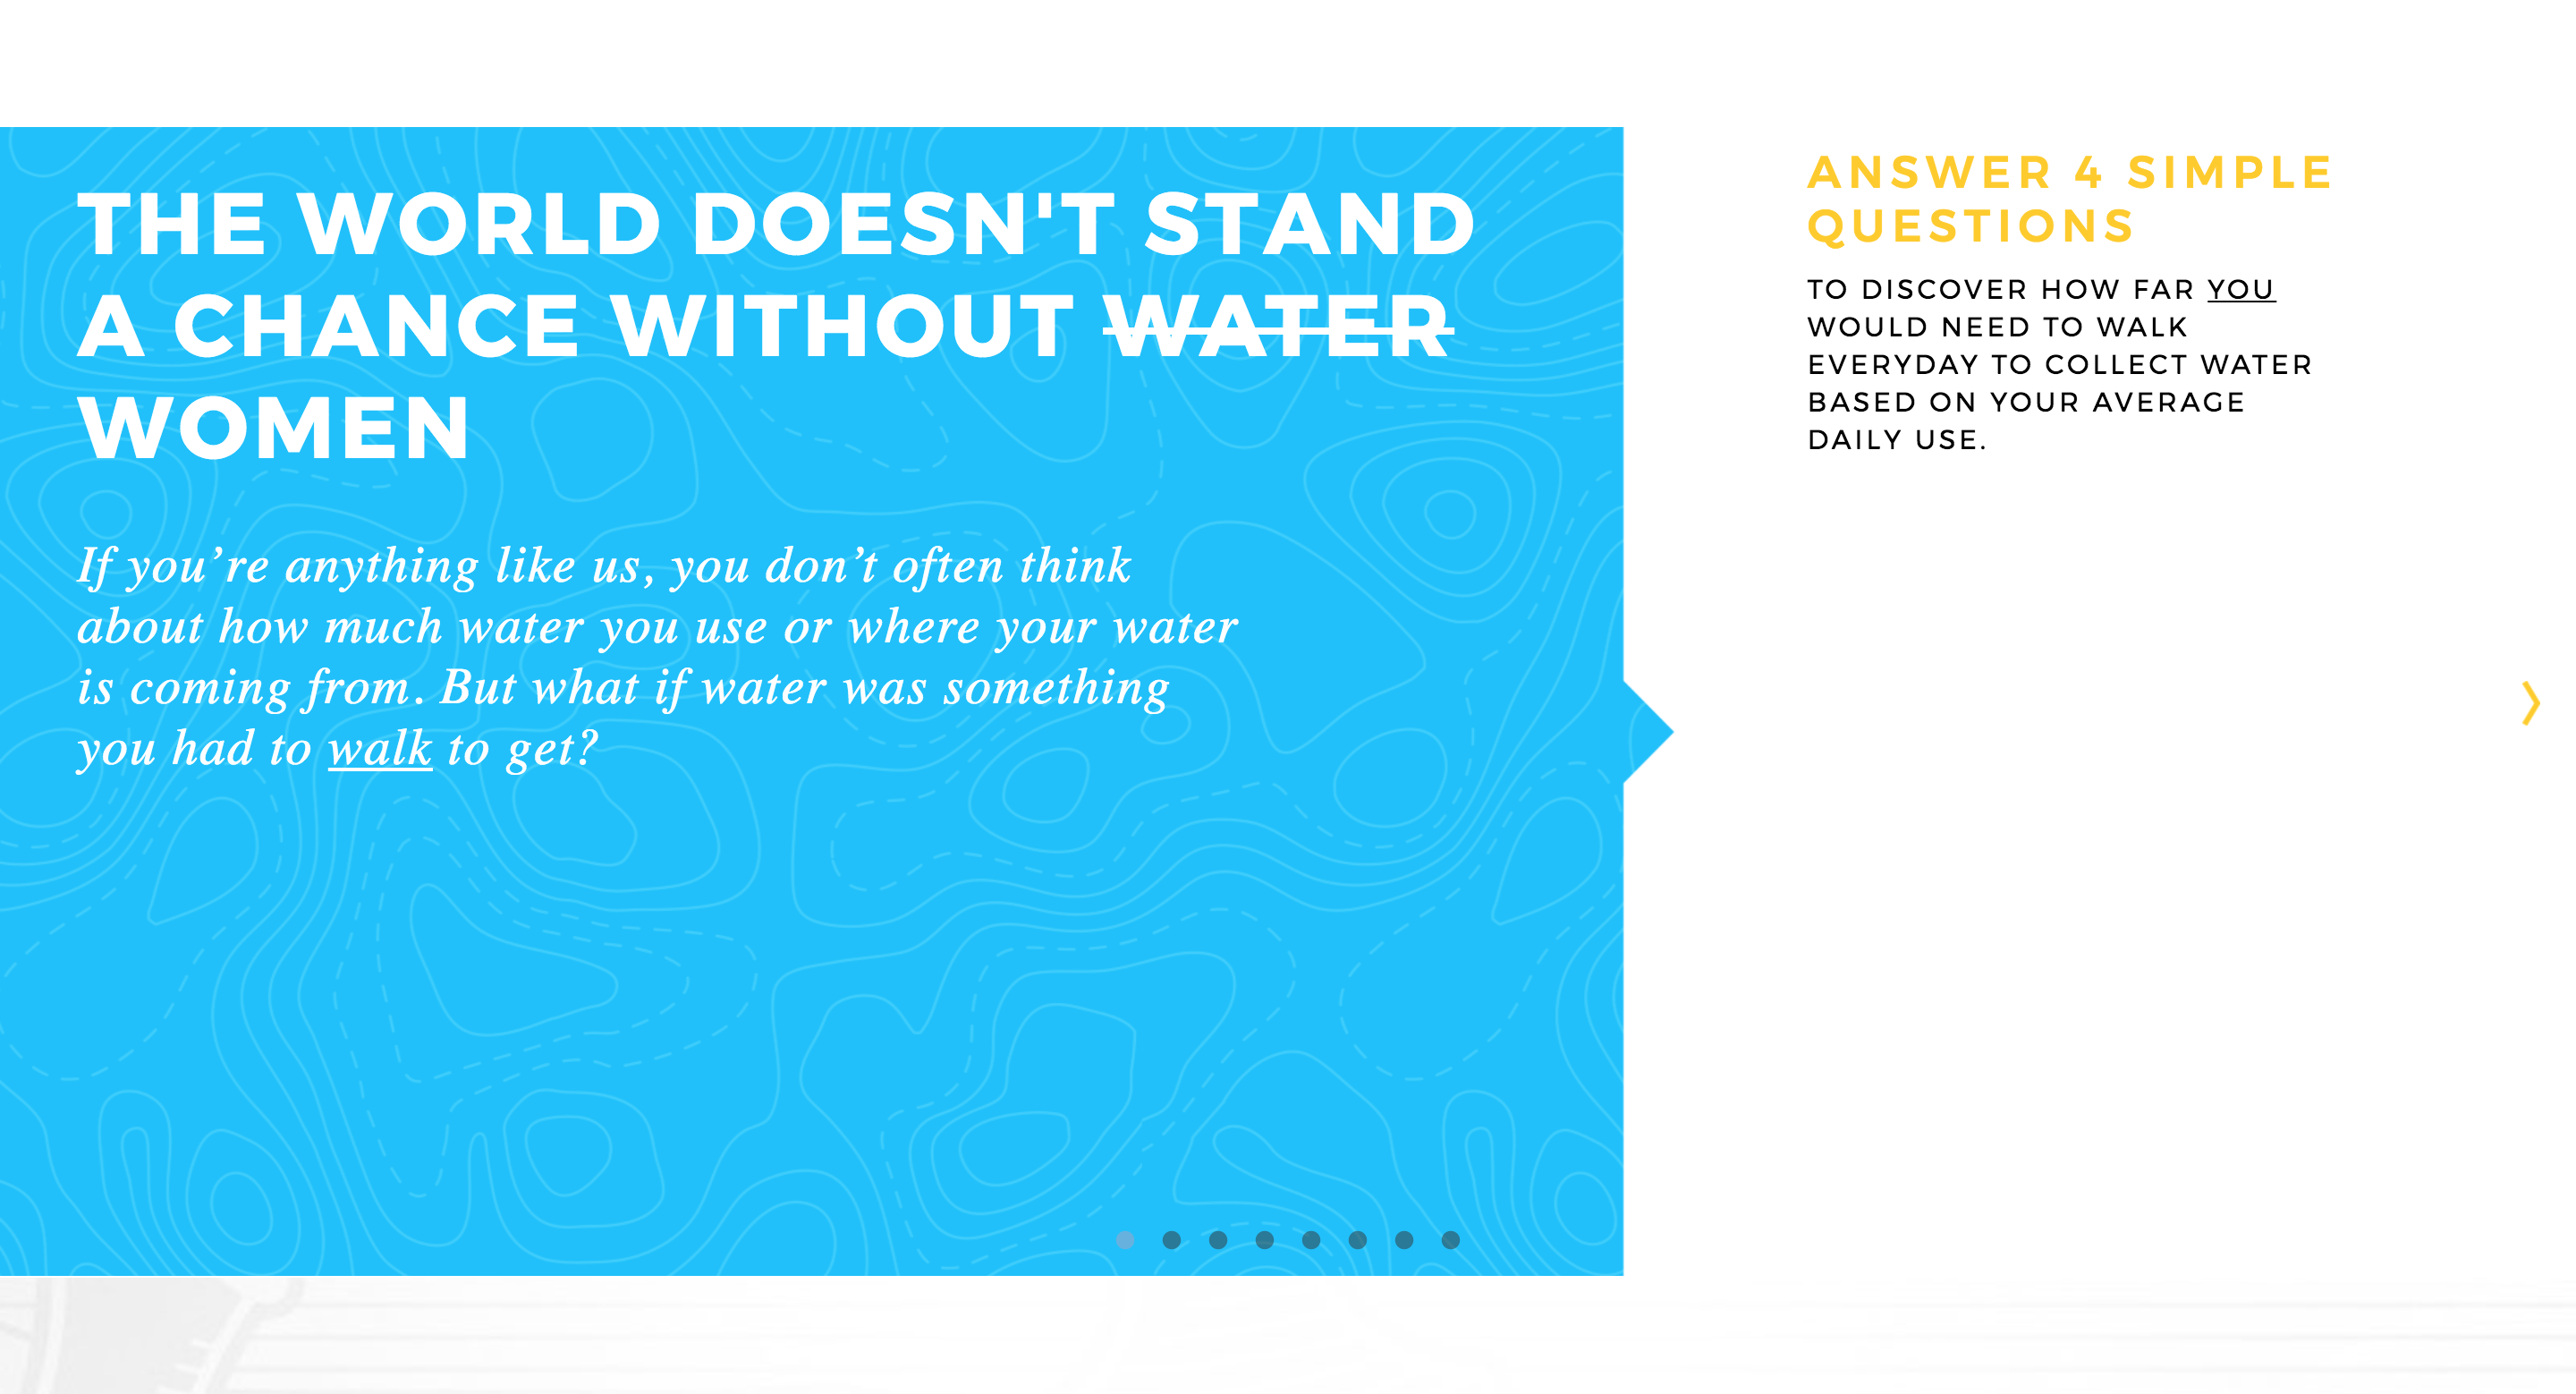 THE WORLD DOESN'T STAND
A CHANCE WITHOUT WATER
WOMEN
If you’re anything like us, you don’t often think
about how much water you use or where your water
is coming from. But what if water was something
you had to walk to get?
ANSWER 4 SIMPLE
QUESTIONS
TO DISCOVER HOW FAR YOU
WOULD NEED TO WALK
EVERYDAY TO COLLECT WATER
BASED ON YOUR AVERAGE
DAILY USE.